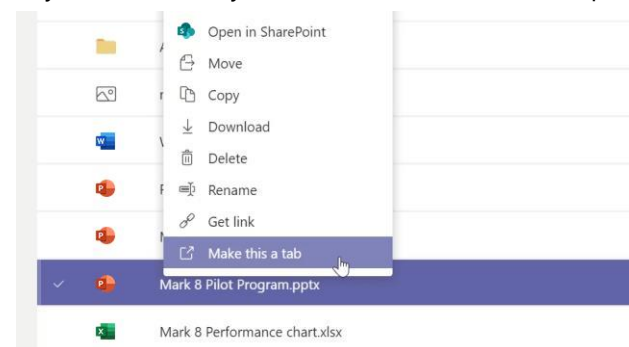 Open in SharePoint
Move
Copy
Download
Delete
Rename
Get link
Make this a tab
Mark 8 Pilot Program.pptx
Mark 8 Performance chart.xlsx